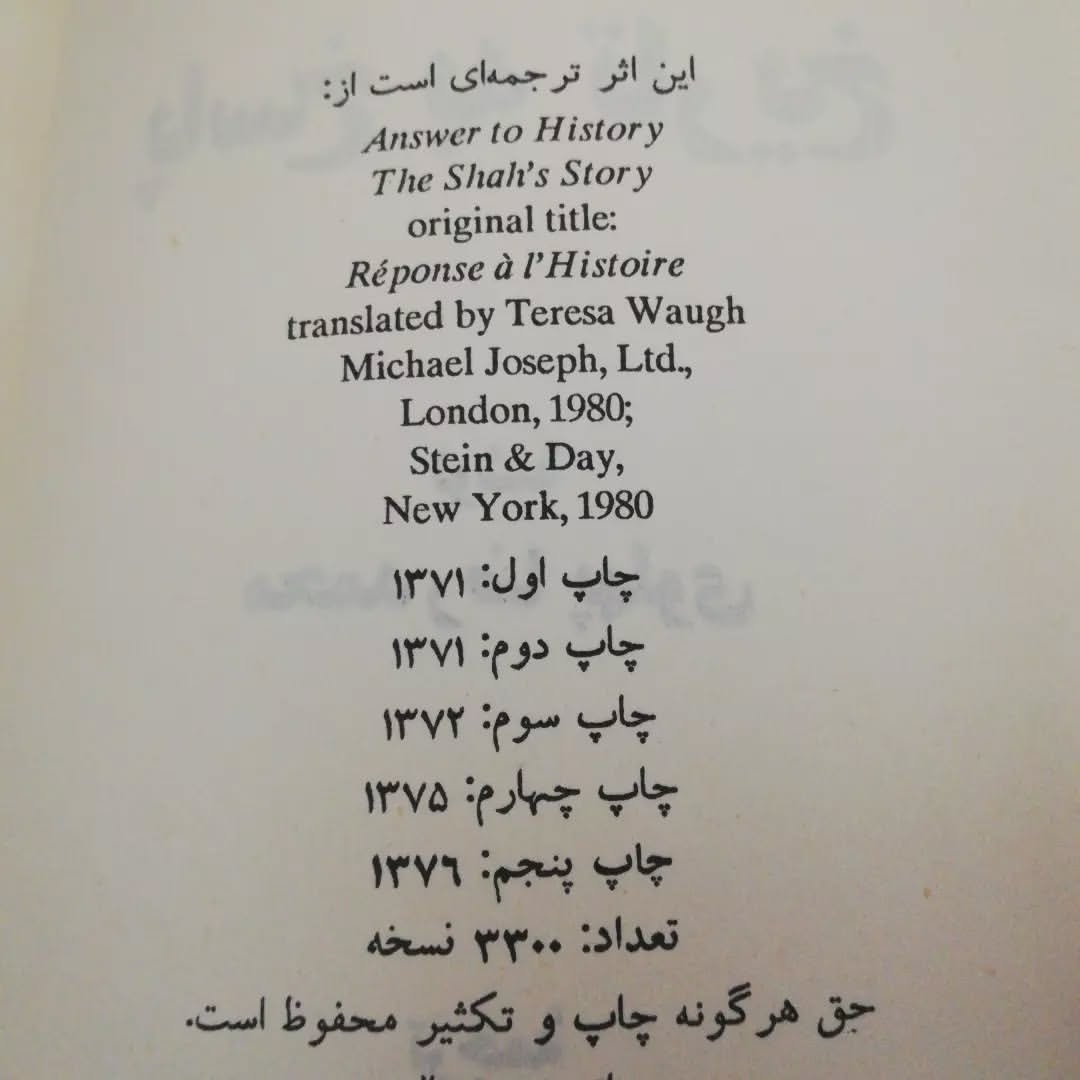 این اثر ترجمه‌ای است از:
Answer to History
The Shah's Story
original title:
Réponse à l'Histoire
translated by Teresa Waugh
Michael Joseph, Ltd.,
London, 1980;
Stein & Day,
New York, 1980
چاپ اول: ۱۳۷۱
چاپ دوم: ۱۳۷۱
چاپ سوم: ۱۳۷۲
چاپ چهارم: ۱۳۷۵
چاپ پنجم: ۱۳۷۶
تعداد: ۳۳۰۰ نسخه
حق هرگونه چاپ و تکثیر محفوظ است.